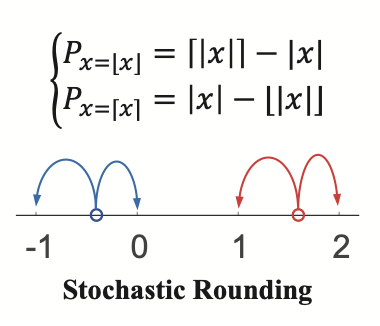 P_{x=⌊x⌋} = ⌈|x|⌉ − |x|
P_{x=⌈x⌉} = |x| − ⌊|x|⌋
-1 0 1 2
Stochastic Rounding